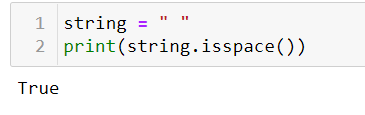 1 string = " "
2 print(string.isspace())
True